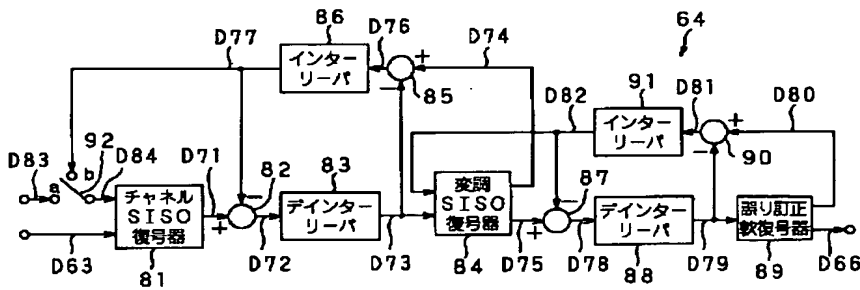 86
D74
64
D77
D76
+
インター
リーバ
85
−
91
D81
D80
D82
インター
リーバ
+
90
−
92
b
a
D83
D84
D71
82
−
83
87
−
チャネル
SISO
復号器
+
デインター
リーバ
変調
SISO
復号器
+
デインター
リーバ
誤り訂正
軟復号器
D63
81
D72
D73
84
D75
D78
88
D79
89
D66